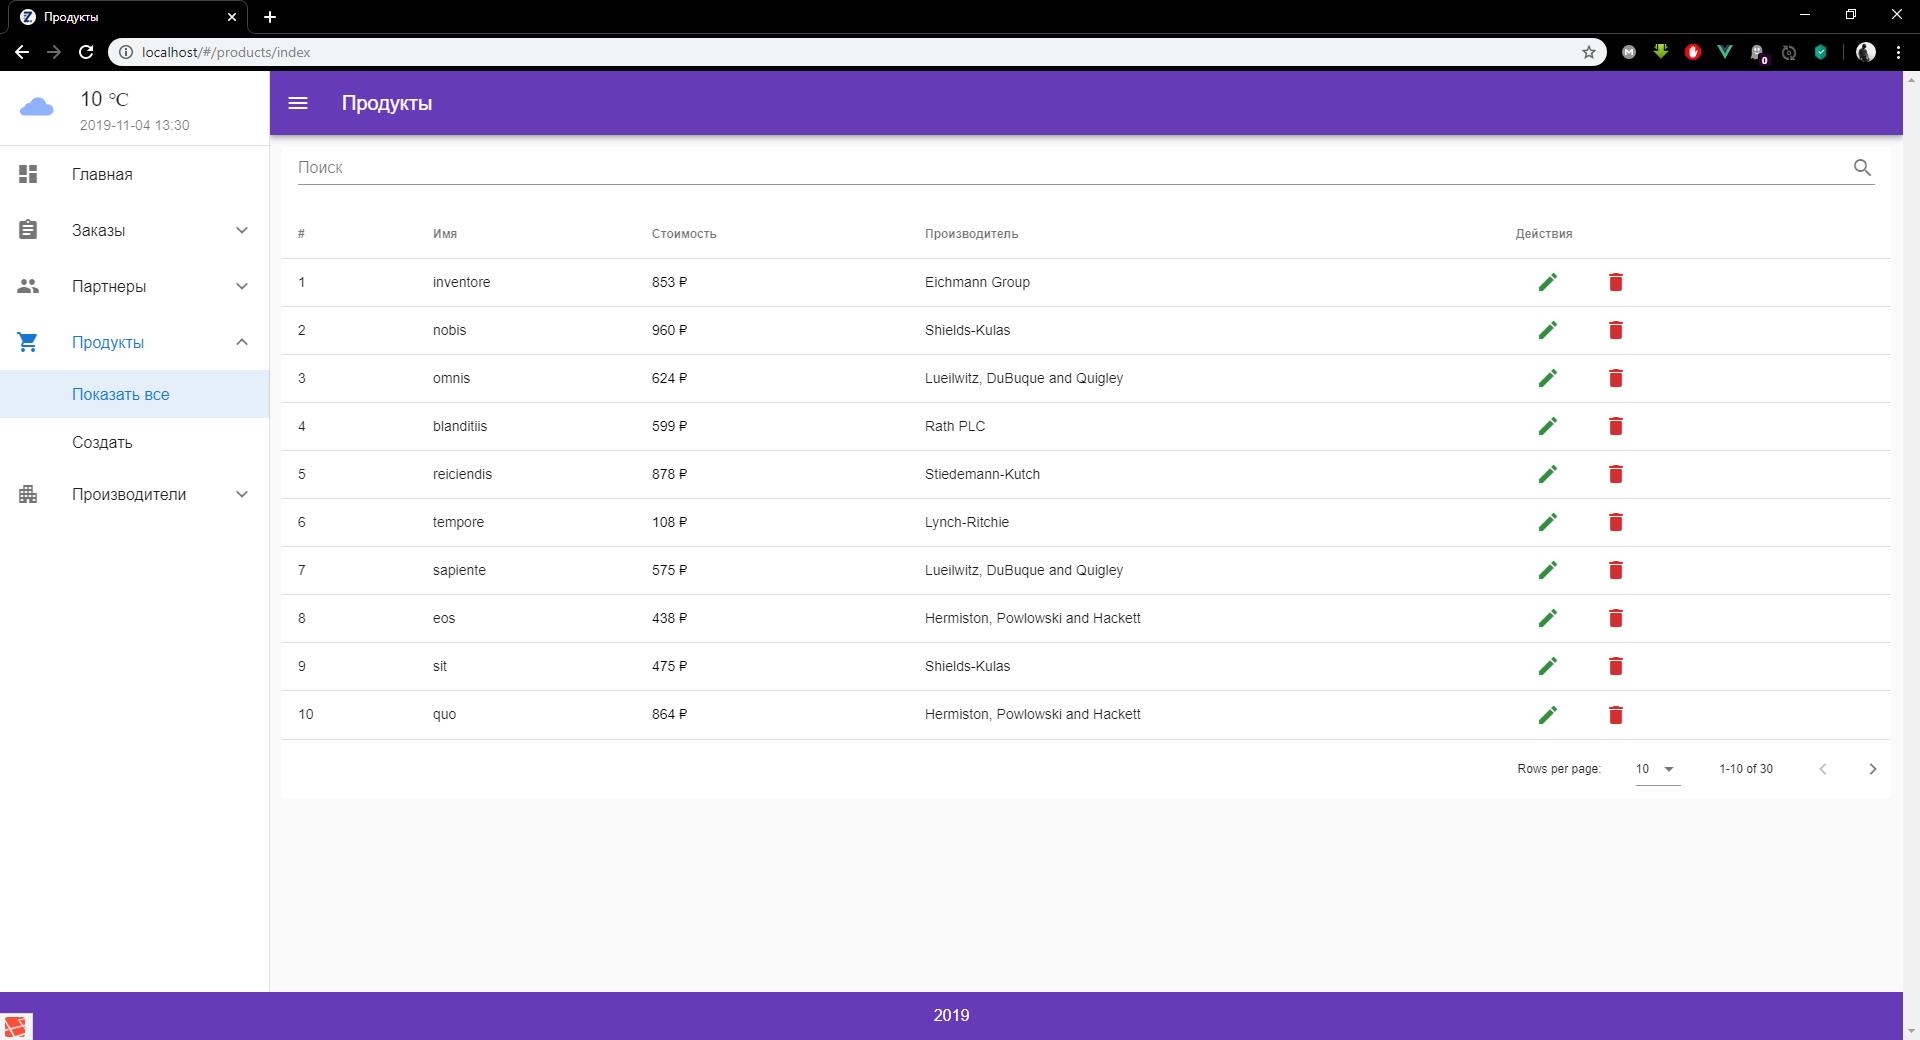 Продукты
localhost/#/products/index
0
10 °C
2019-11-04 13:30
Главная
Заказы
Партнеры
Продукты
Показать все
Создать
Производители
Продукты
Поиск
# Имя Стоимость Производитель Действия
1 inventore 853 ₽ Eichmann Group
2 nobis 960 ₽ Shields-Kulas
3 omnis 624 ₽ Lueilwitz, DuBuque and Quigley
4 blanditiis 599 ₽ Rath PLC
5 reiciendis 878 ₽ Stiedemann-Kutch
6 tempore 108 ₽ Lynch-Ritchie
7 sapiente 575 ₽ Lueilwitz, DuBuque and Quigley
8 eos 438 ₽ Hermiston, Powlowski and Hackett
9 sit 475 ₽ Shields-Kulas
10 quo 864 ₽ Hermiston, Powlowski and Hackett
Rows per page: 10 1-10 of 30
2019